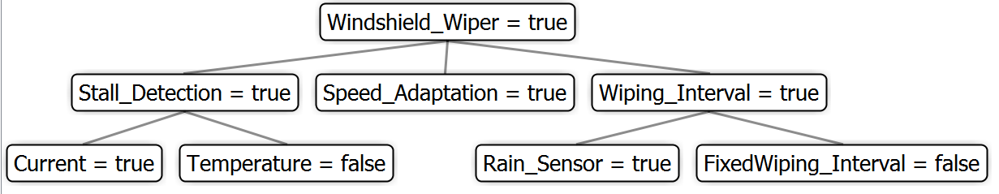 Windshield_Wiper = true
Stall_Detection = true
Speed_Adaptation = true
Wiping_Interval = true
Current = true
Temperature = false
Rain_Sensor = true
FixedWiping_Interval = false